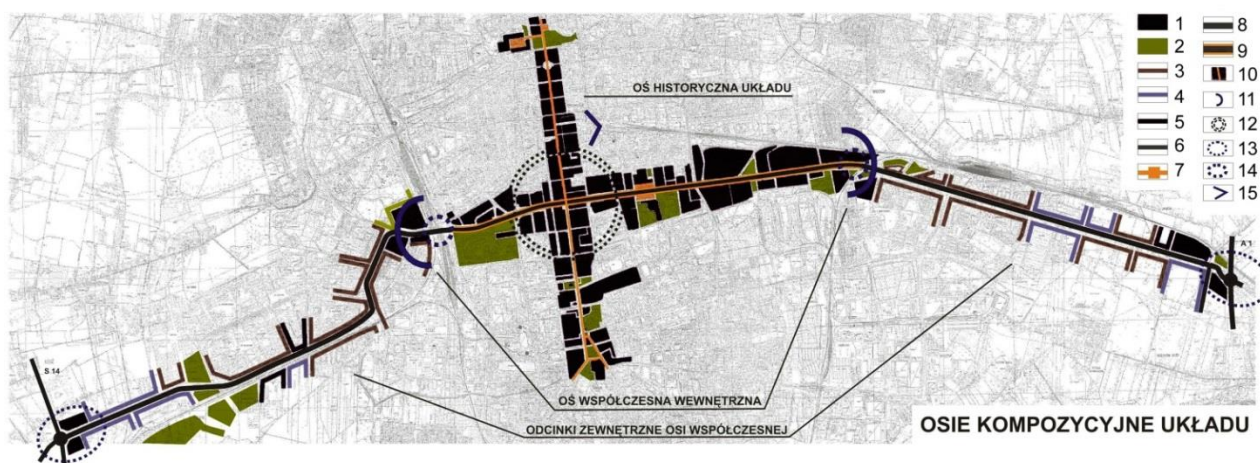 OŚ HISTORYCZNA UKŁADU
1
2
3
4
5
6
7
8
9
10
11
12
13
14
15
A 1
S 14
OŚ WSPÓŁCZESNA WEWNĘTRZNA
ODCINKI ZEWNĘTRZNE OSI WSPÓŁCZESNEJ
OSIE KOMPOZYCYJNE UKŁADU